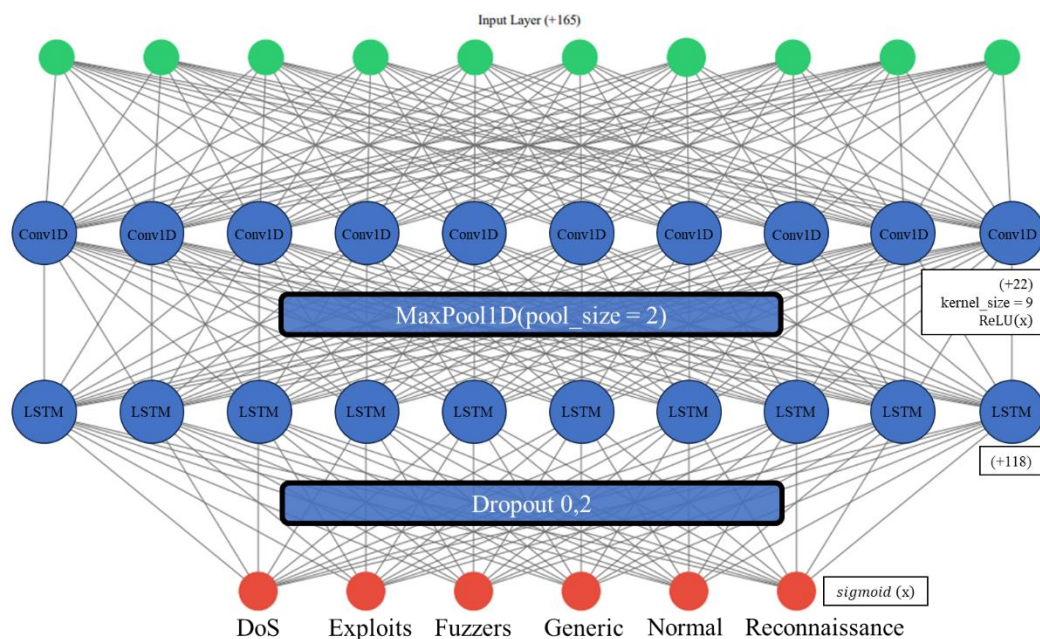 Input Layer (+165)
Conv1D Conv1D Conv1D Conv1D Conv1D Conv1D Conv1D Conv1D Conv1D Conv1D
(+22)
kernel_size = 9
ReLU(x)
MaxPool1D(pool_size = 2)
LSTM LSTM LSTM LSTM LSTM LSTM LSTM LSTM LSTM LSTM
(+118)
Dropout 0,2
sigmoid (x)
DoS Exploits Fuzzers Generic Normal Reconnaissance